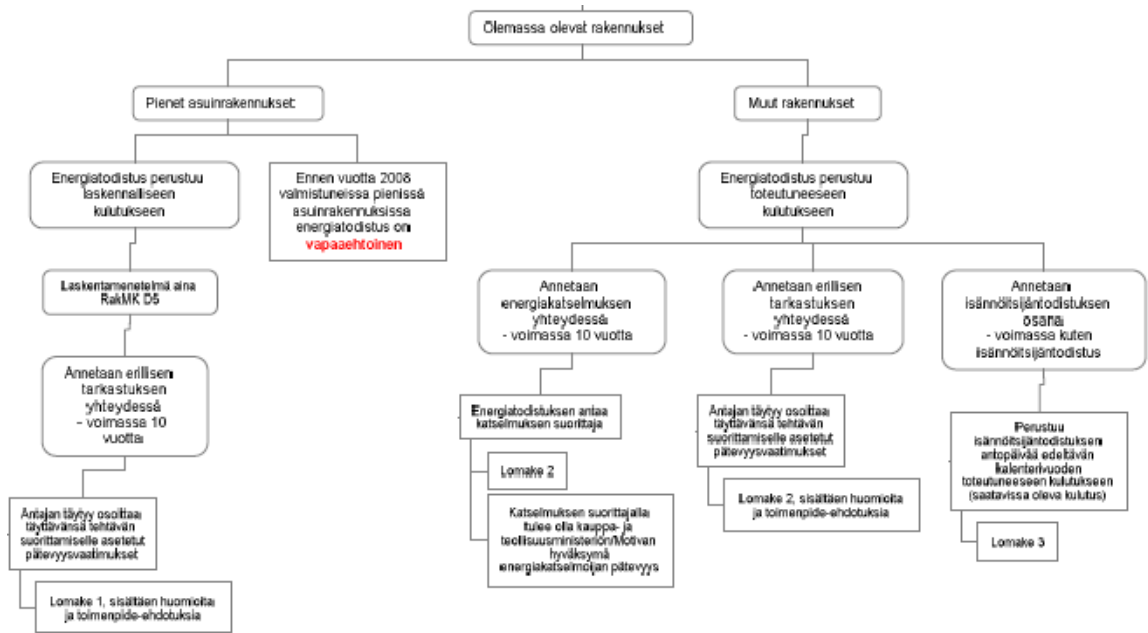 Olemassa olevat rakennukset
Pienet asuinrakennukset
Muut rakennukset
Energiatodistus perustuu
laskennalliseen
kulutukseen
Ennen vuotta 2008
valmistuneissa pienissä
asuinrakennuksissa
energiatodistus on
vapaaehtoinen
Energiatodistus perustuu
toteutuneeseen
kulutukseen
Laskentamenetelmä aina
RakMK D5
Annetaan
energiakatselmuksen
yhteydessä
- voimassa 10 vuotta
Annetaan erillisen
tarkastuksen
yhteydessä
- voimassa 10 vuotta
Annetaan
isännöitsijäntodistuksen
osana
- voimassa kuten
iisännöitsijäntodistus
Annetaan erillisen
tarkastuksen
yhteydessä
- voimassa 10
vuotta
Energiatodistuksen antaa
katselmuksen suorittaja
Antajan täytyy osoittaa
täyttävänsä tehtävän
suorittamiselle asetetut
pätevyysvaatimukset
Perustuu
isännöitsijäntodistuksen
antopäivää edeltävän
kalenterivuoden
toteutuneeseen kulutukseen
(saatavissa oleva kulutus)
Lomake 2
Lomake 2, sisältäen huomioita
ja toimenpide-ehdotuksia
Antajan täytyy osoittaa
täyttävänsä tehtävän
suorittamiselle asetetut
pätevyysvaatimukset
Katselmuksen suorittajalla
tulee olla kauppa- ja
teollisuusministeriön/Motivan
hyväksymä
energiakatselmoijan pätevyys
Lomake 3
Lomake 1, sisältäen huomioita
ja toimenpide-ehdotuksia